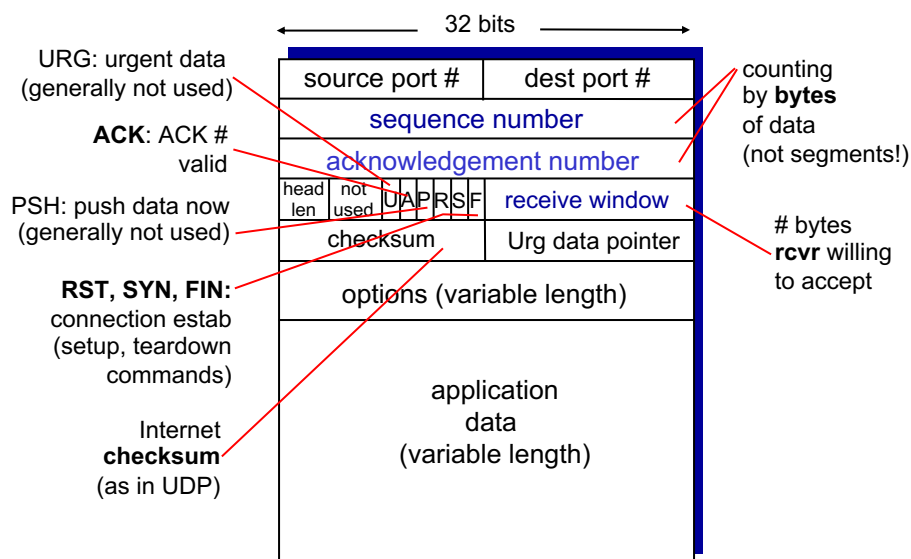 32 bits
URG: urgent data
(generally not used)
ACK: ACK #
valid
PSH: push data now
(generally not used)
RST, SYN, FIN:
connection estab
(setup, teardown
commands)
Internet
checksum
(as in UDP)
source port #
dest port #
sequence number
acknowledgement number
head
len
not
used
U A P R S F
receive window
checksum
Urg data pointer
options (variable length)
application
data
(variable length)
counting
by bytes
of data
(not segments!)
# bytes
rcvr willing
to accept